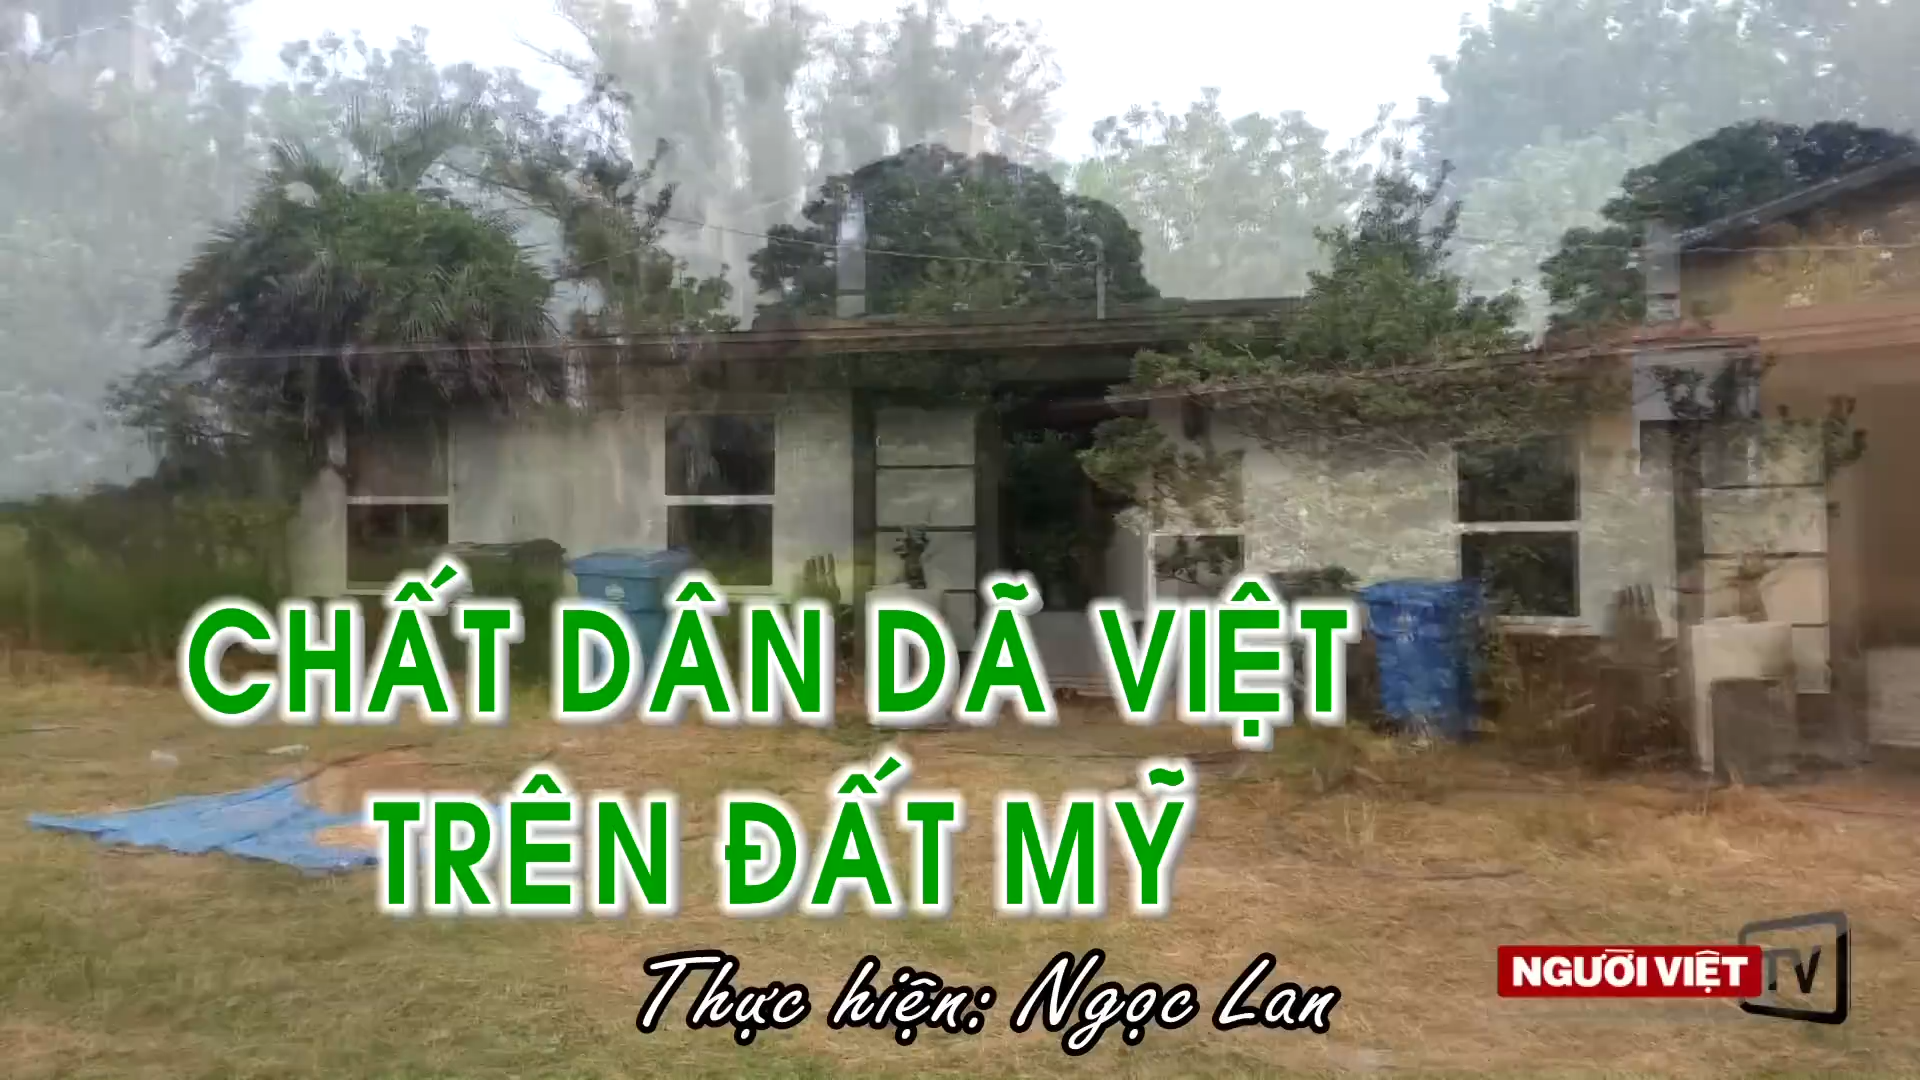 CHẤT DÂN DÃ VIỆT
TRÊN ĐẤT MỸ
Thực hiện: Ngọc Lan
NGƯỜI VIỆT TV